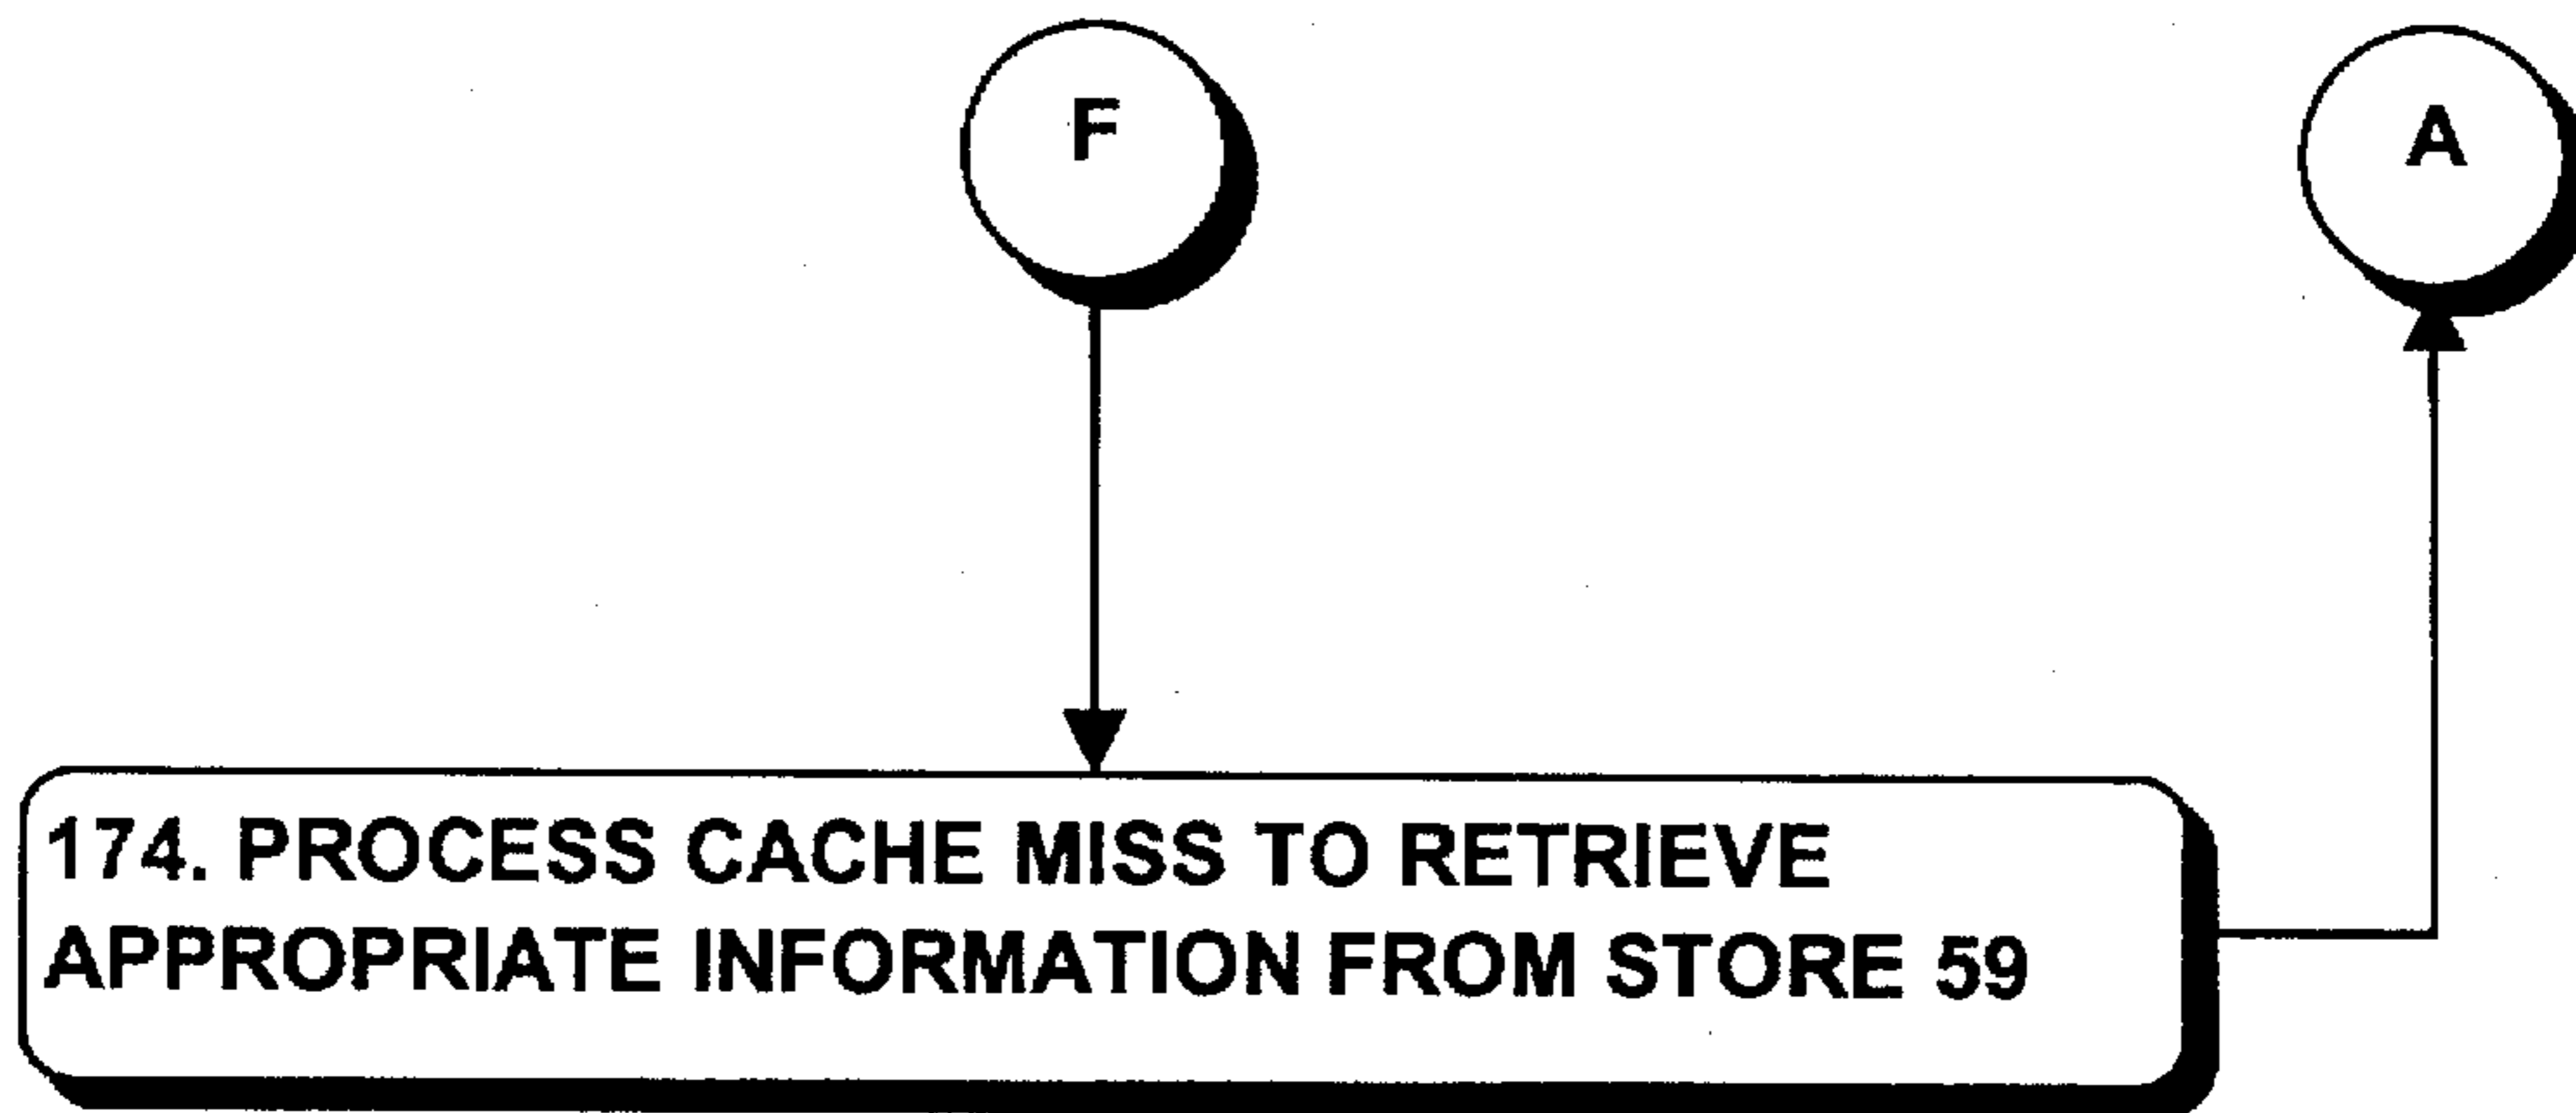 F
A
174. PROCESS CACHE MISS TO RETRIEVE
APPROPRIATE INFORMATION FROM STORE 59